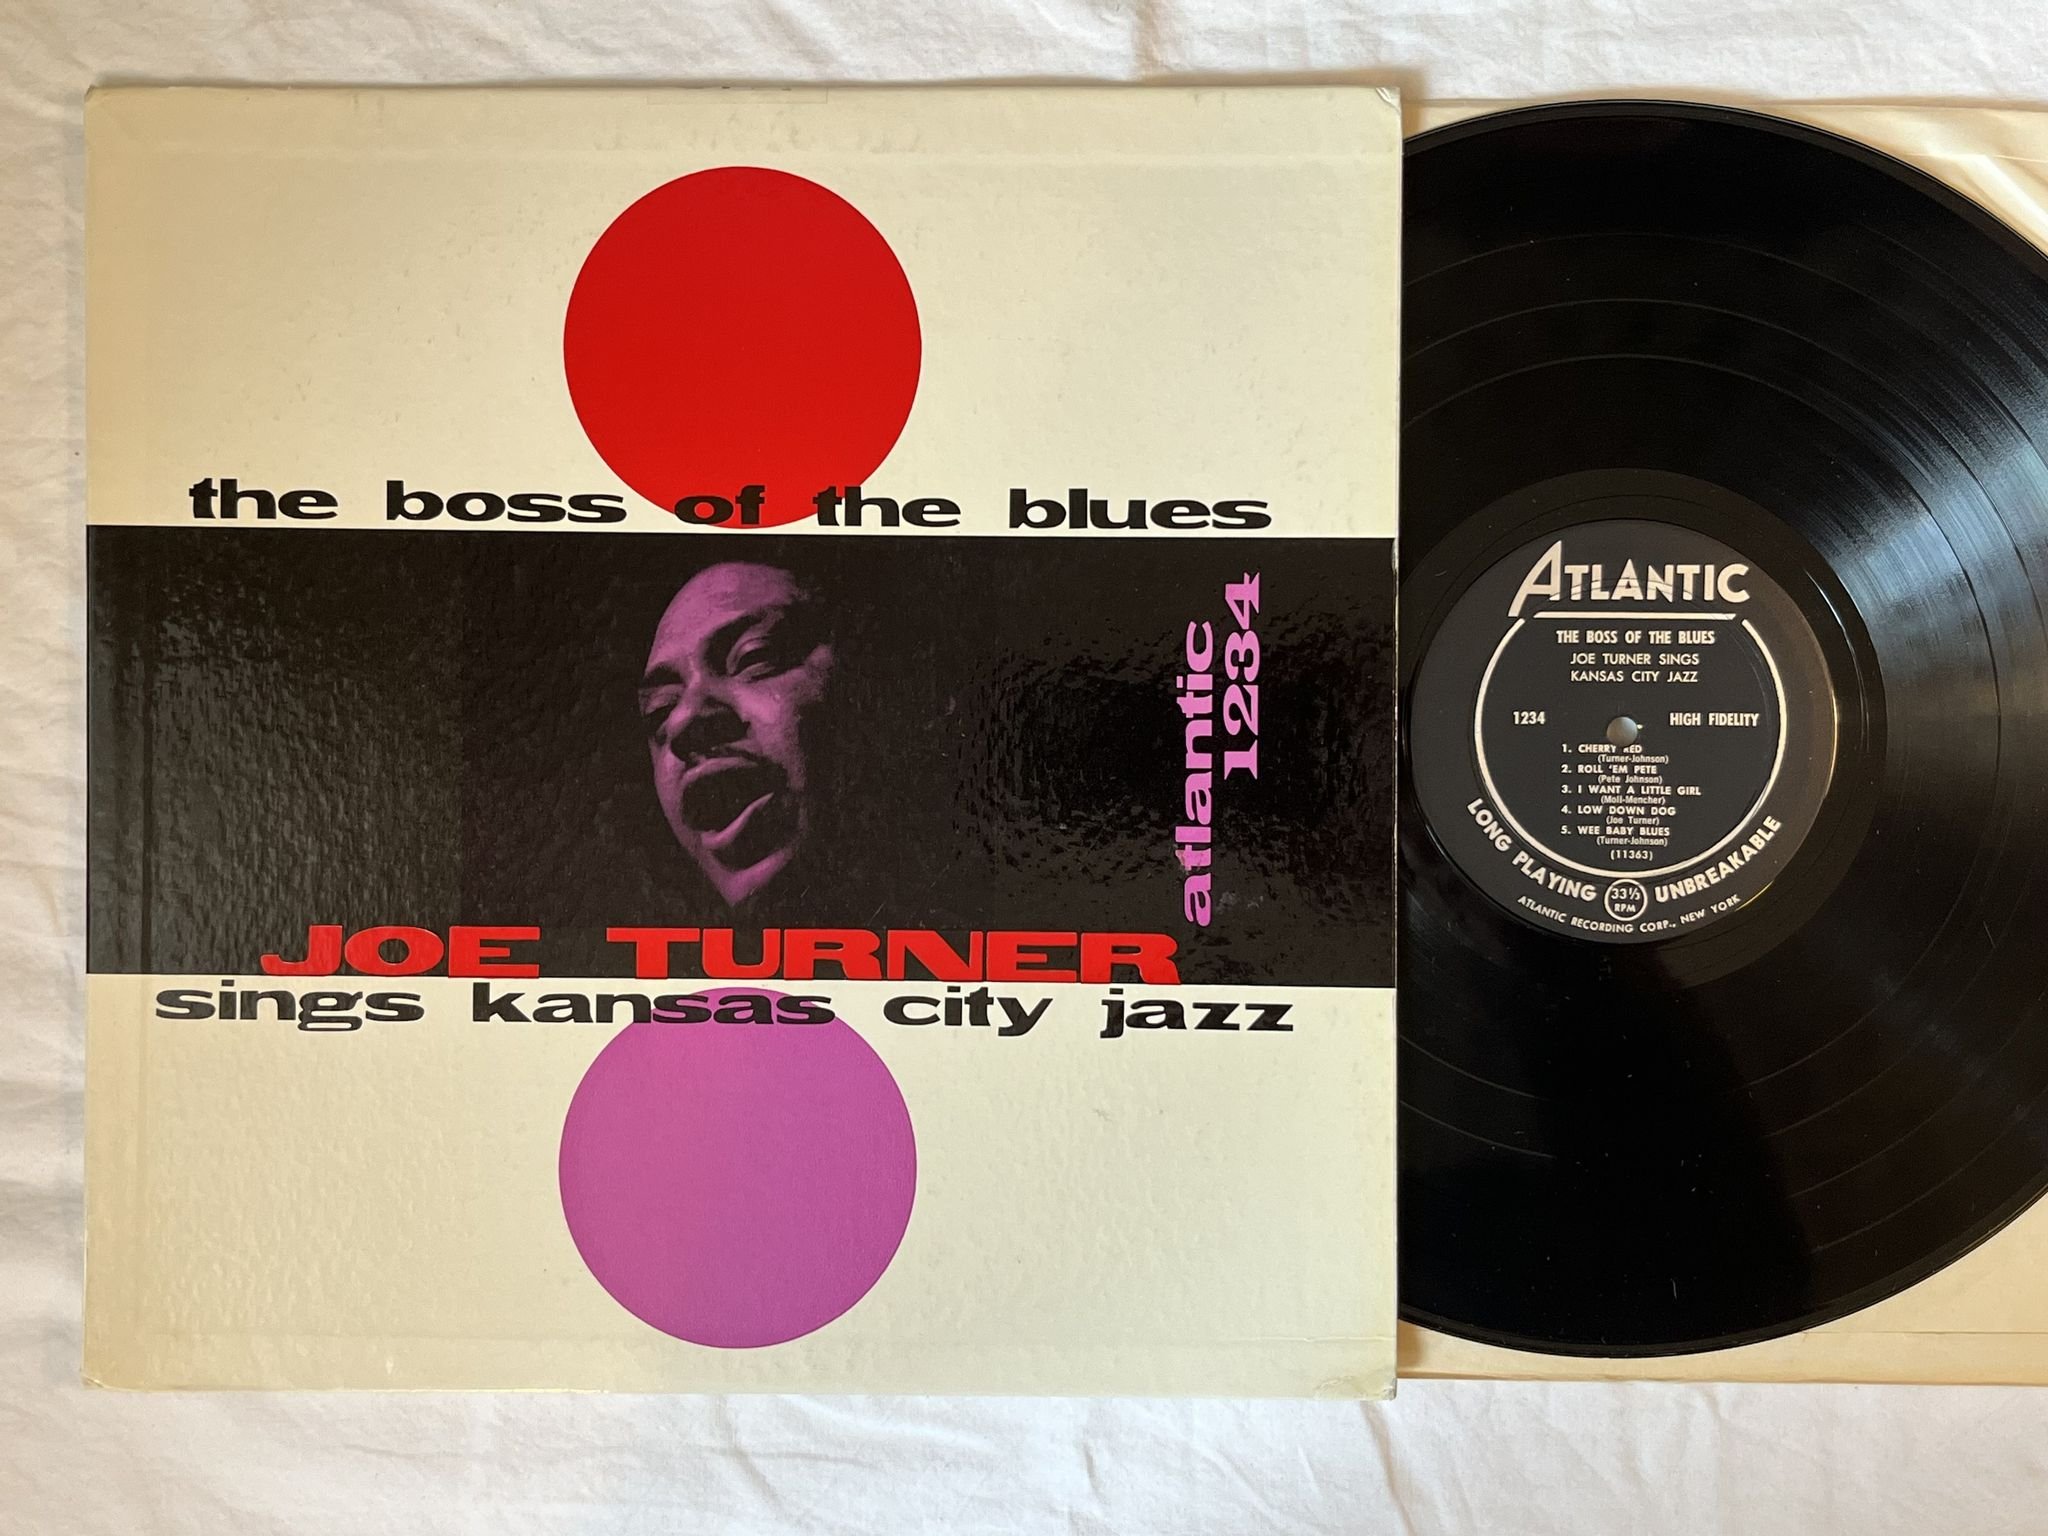 the boss of the blues
atlantic
1234
JOE TURNER
sings kansas city jazz
ATLANTIC
THE BOSS OF THE BLUES
JOE TURNER SINGS
KANSAS CITY JAZZ
1234 HIGH FIDELITY
1. CHERRY RED
(Turner-Johnson)
2. ROLL 'EM PETE
(Pete Johnson)
3. I WANT A LITTLE GIRL
(Moll-Mencher)
4. LOW DOWN DOG
(Joe Turner)
5. WEE BABY BLUES
(Turner-Johnson)
(11363)
LONG PLAYING 33⅓ RPM UNBREAKABLE
ATLANTIC RECORDING CORP., NEW YORK